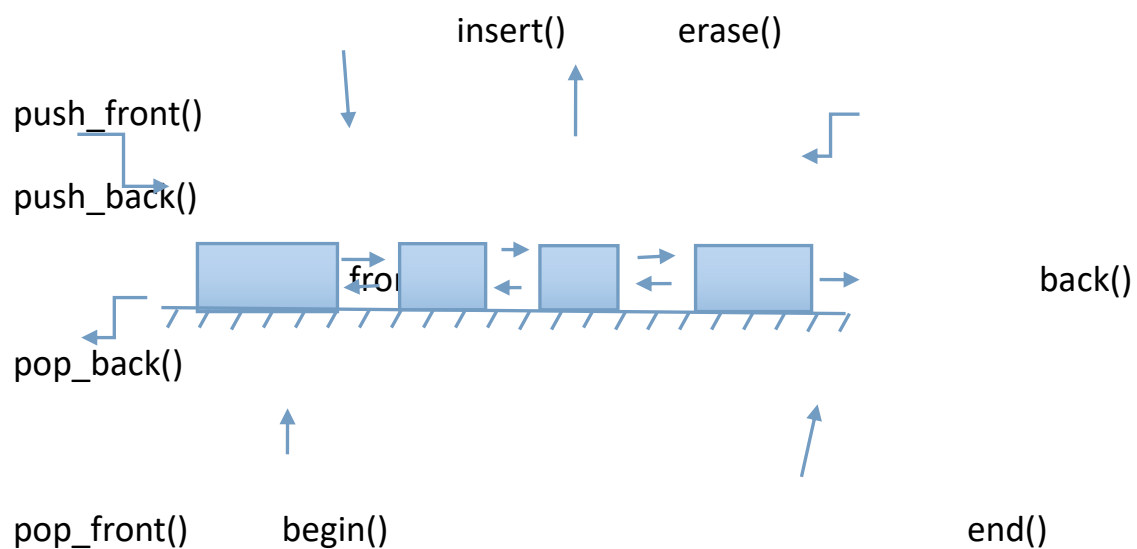 insert() erase()
push_front()
push_back()
back()
pop_back()
pop_front() begin() end()